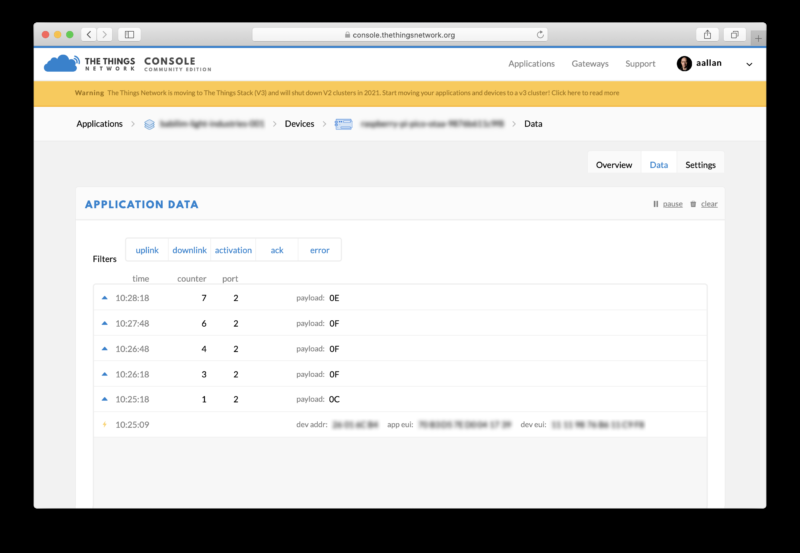 console.thethingsnetwork.org
THE THINGS NETWORK CONSOLE COMMUNITY EDITION
Applications Gateways Support aallan
Warning The Things Network is moving to The Things Stack (V3) and will shut down V2 clusters in 2021. Start moving your applications and devices to a v3 cluster! Click here to read more
Applications > > Devices > > Data
Overview Data Settings
APPLICATION DATA pause clear
Filters uplink downlink activation ack error
time counter port
10:28:18 7 2 payload: 0E
10:27:48 6 2 payload: 0F
10:26:48 4 2 payload: 0F
10:26:18 3 2 payload: 0F
10:25:18 1 2 payload: 0C
10:25:09 dev addr: app eui: dev eui: